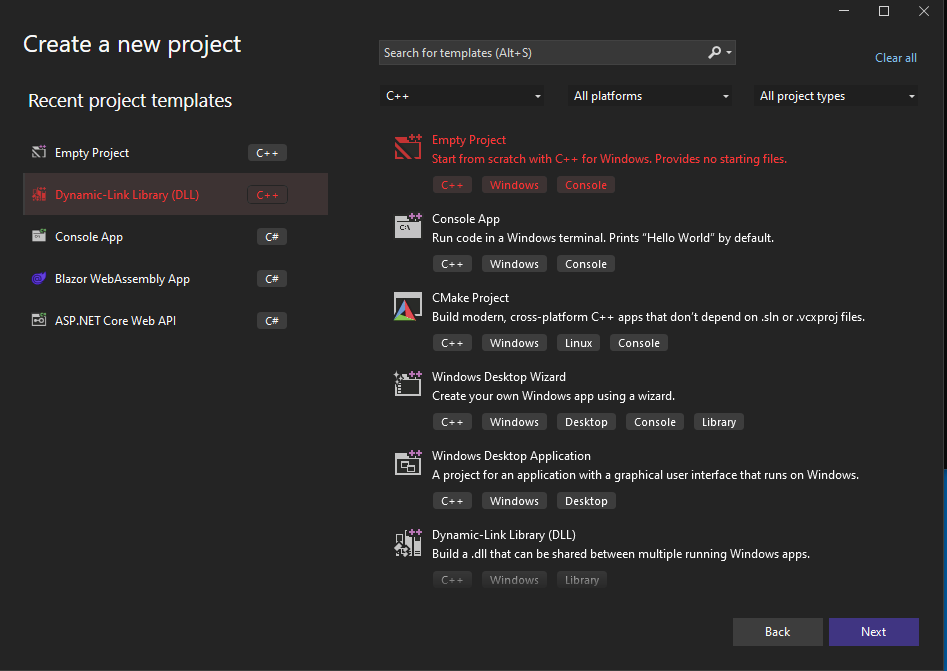 Create a new project
Search for templates (Alt+S)
Clear all
Recent project templates
C++
All platforms
All project types
Empty Project C++
Dynamic-Link Library (DLL) C++
Console App C#
Blazor WebAssembly App C#
ASP.NET Core Web API C#
Empty Project
Start from scratch with C++ for Windows. Provides no starting files.
C++ Windows Console
Console App
Run code in a Windows terminal. Prints "Hello World" by default.
C++ Windows Console
CMake Project
Build modern, cross-platform C++ apps that don't depend on .sln or .vcxproj files.
C++ Windows Linux Console
Windows Desktop Wizard
Create your own Windows app using a wizard.
C++ Windows Desktop Console Library
Windows Desktop Application
A project for an application with a graphical user interface that runs on Windows.
C++ Windows Desktop
Dynamic-Link Library (DLL)
Build a .dll that can be shared between multiple running Windows apps.
C++ Windows Library
Back
Next